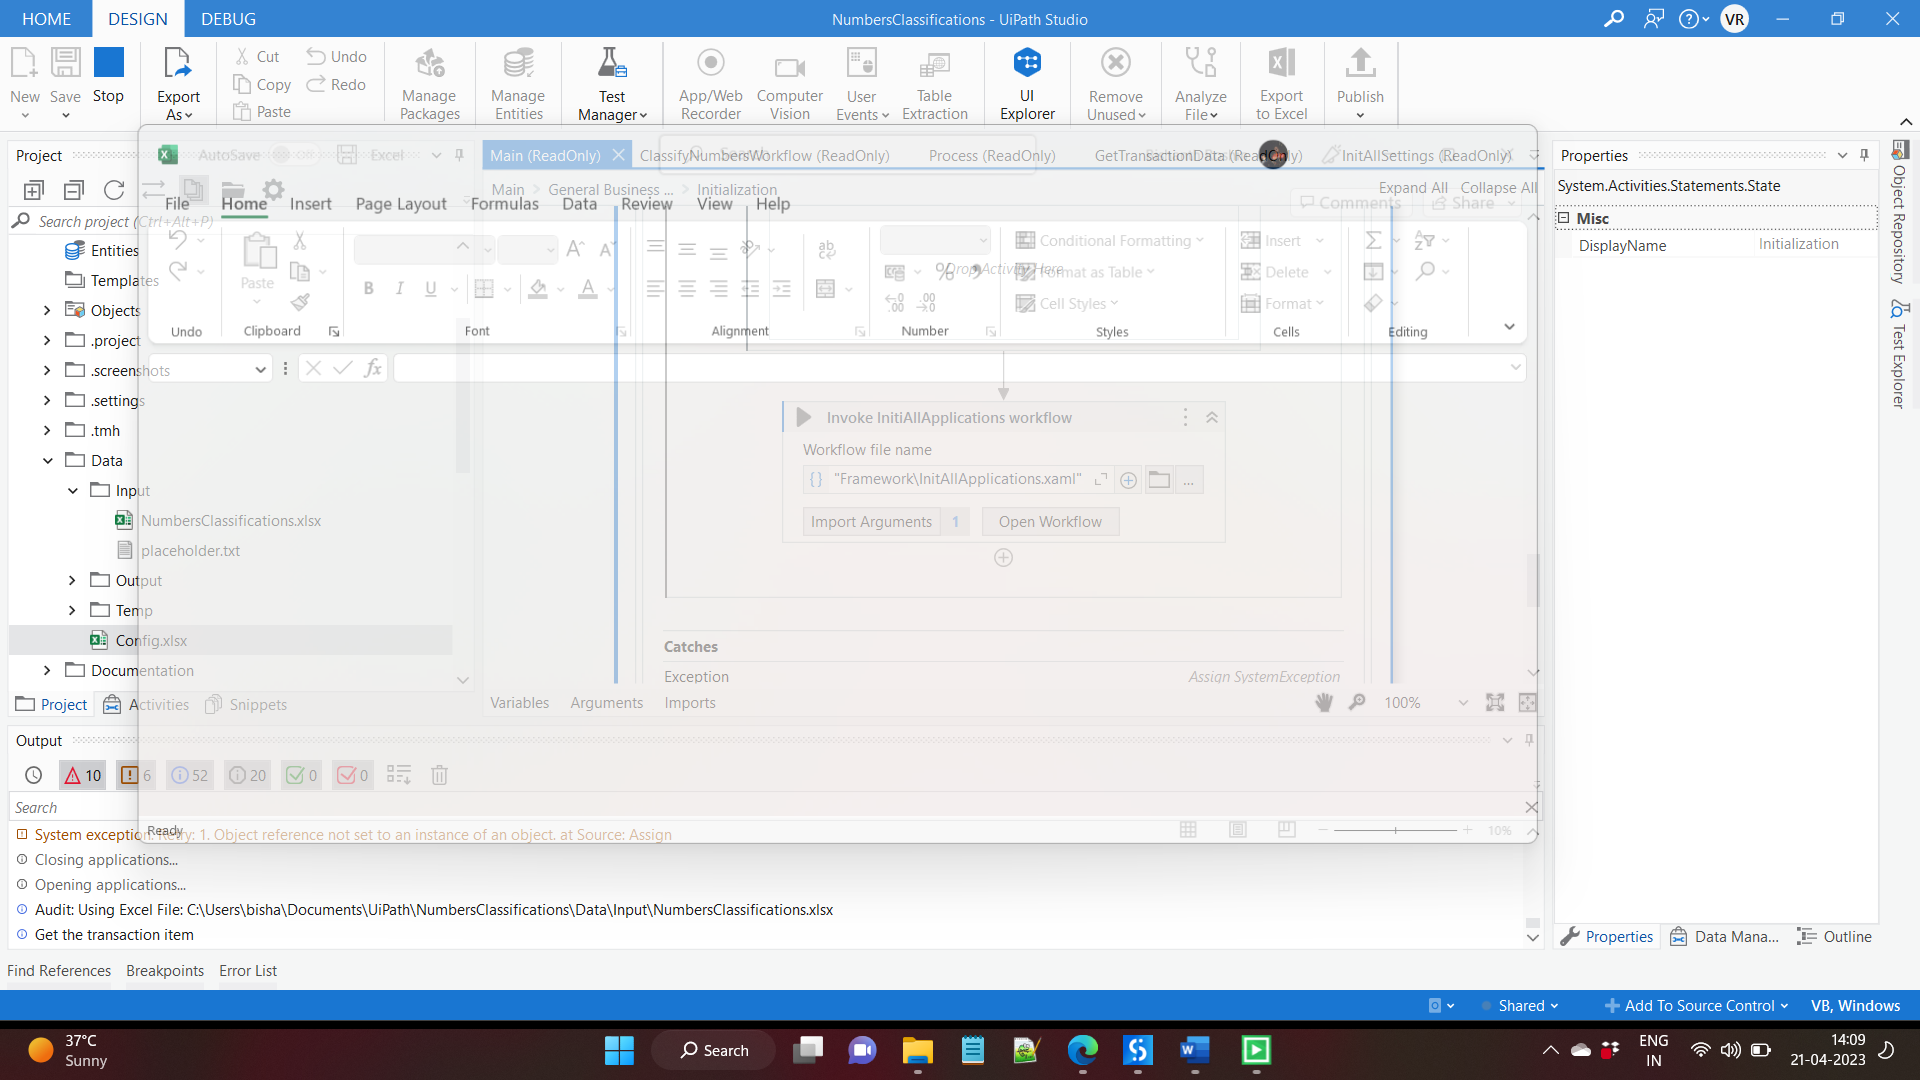 HOME DESIGN DEBUG
NumbersClassifications - UiPath Studio
VR
New
Save
Stop
Export As
Cut
Copy
Paste
Undo
Redo
Manage Packages
Manage Entities
Test Manager
App/Web Recorder
Computer Vision
User Events
Table Extraction
UI Explorer
Remove Unused
Analyze File
Export to Excel
Publish
Project
AutoSave Off
Excel
Main (ReadOnly)
ClassifyNumbersWorkflow (ReadOnly)
Process (ReadOnly)
GetTransactionData (ReadOnly)
InitAllSettings (ReadOnly)
Main > General Business ... > Initialization
Expand All Collapse All
File Home Insert Page Layout Formulas Data Review View Help
Comments Share
Search project (Ctrl+Alt+P)
Entities
Templates
Objects
.project
.screenshots
.settings
.tmh
Data
Input
NumbersClassifications.xlsx
placeholder.txt
Output
Temp
Config.xlsx
Documentation
Paste
B I U
ab
Conditional Formatting
Format as Table
Cell Styles
Insert
Delete
Format
Drop Activity Here
Undo Clipboard Font Alignment Number Styles Cells Editing
fx
Invoke InitiAllApplications workflow
Workflow file name
"Framework\InitAllApplications.xaml"
...
Import Arguments 1
Open Workflow
Catches
Exception
Assign SystemException
Variables Arguments Imports
100%
Project Activities Snippets
Output
10 6 52 20 0 0
Search
System exception. Retry: 1. Object reference not set to an instance of an object. at Source: Assign
Ready
10%
Closing applications...
Opening applications...
Audit: Using Excel File: C:\Users\bisha\Documents\UiPath\NumbersClassifications\Data\Input\NumbersClassifications.xlsx
Get the transaction item
Find References Breakpoints Error List
Properties
System.Activities.Statements.State
Misc
DisplayName Initialization
Properties Data Mana... Outline
Object Repository
Test Explorer
Shared
Add To Source Control
VB, Windows
37°C
Sunny
Search
ENG
IN
14:09
21-04-2023